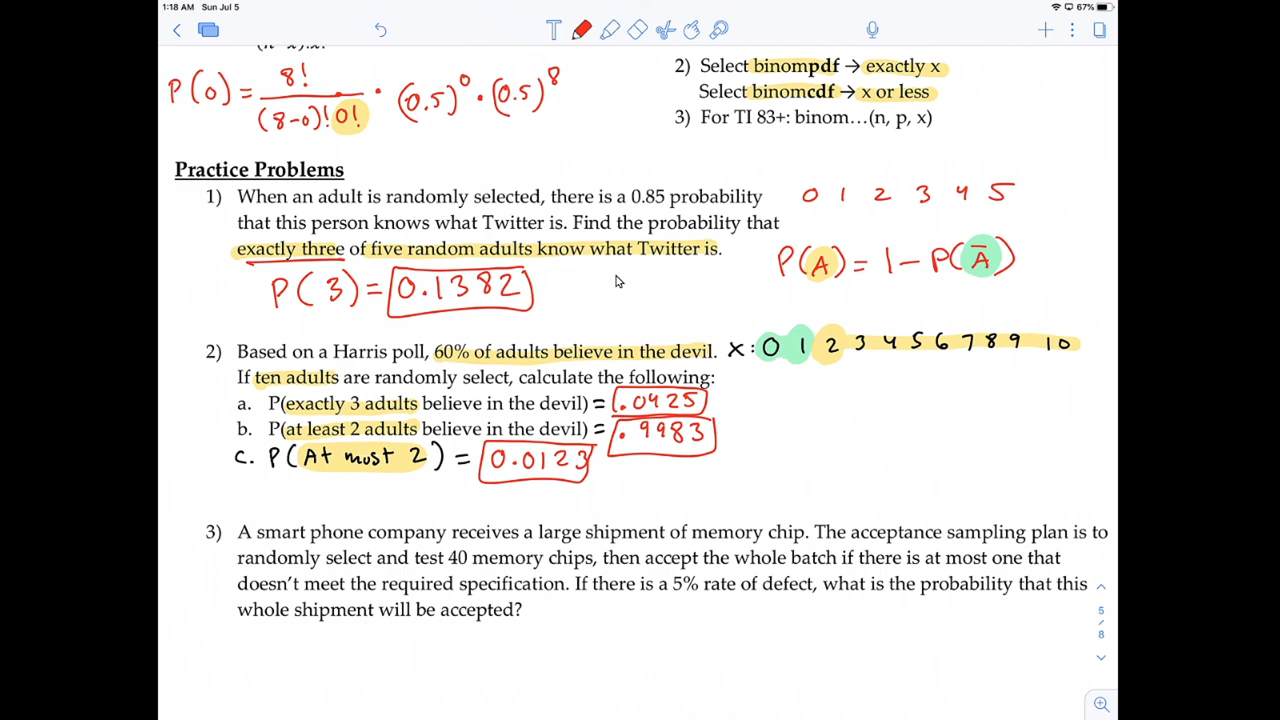 1:18 AM Sun Jul 5
67%
P(0) = 8! / (8-0)! 0! · (0.5)^0 · (0.5)^8
2) Select binompdf → exactly x
Select binomcdf → x or less
3) For TI 83+: binom…(n, p, x)
Practice Problems
1) When an adult is randomly selected, there is a 0.85 probability
that this person knows what Twitter is. Find the probability that
exactly three of five random adults know what Twitter is.
0 1 2 3 4 5
P(A) = 1 - P(Ā)
P(3) = 0.1382
2) Based on a Harris poll, 60% of adults believe in the devil.
X: 0 1 2 3 4 5 6 7 8 9 10
If ten adults are randomly select, calculate the following:
a. P(exactly 3 adults believe in the devil) = .0425
b. P(at least 2 adults believe in the devil) = .9983
c. P(At most 2) = 0.0123
3) A smart phone company receives a large shipment of memory chip. The acceptance sampling plan is to
randomly select and test 40 memory chips, then accept the whole batch if there is at most one that
doesn't meet the required specification. If there is a 5% rate of defect, what is the probability that this
whole shipment will be accepted?
5
/
8